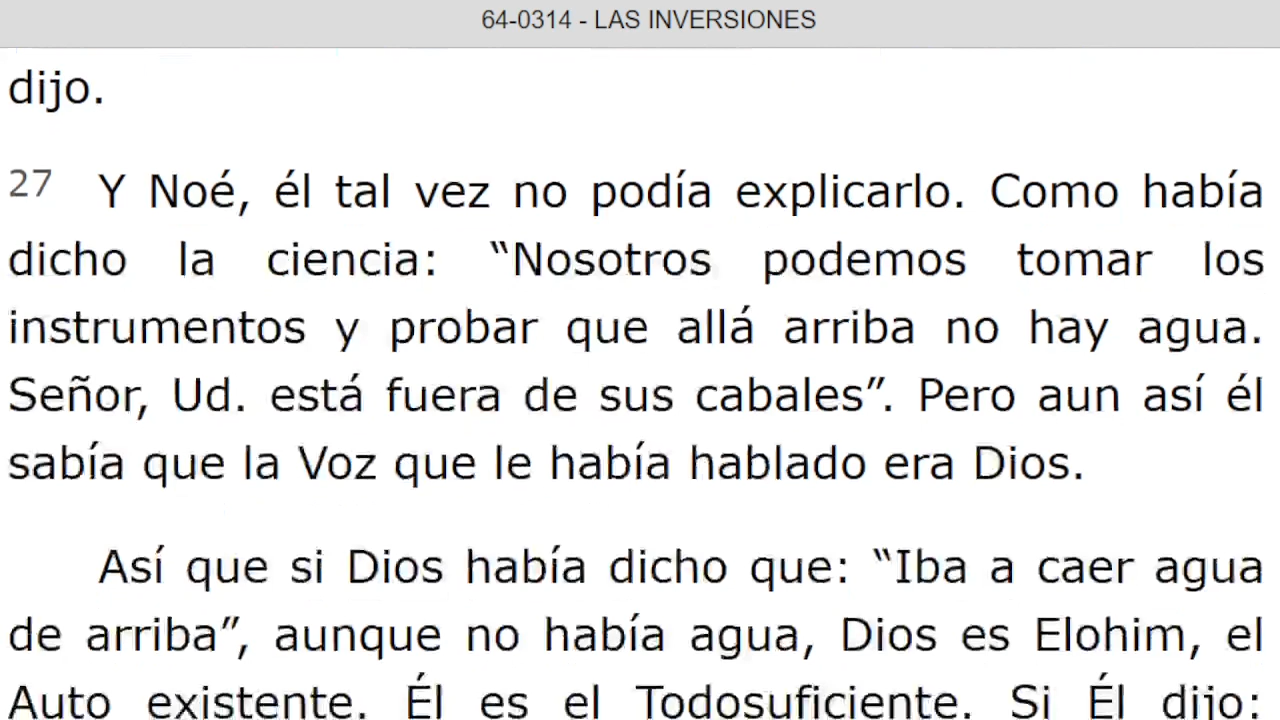 64-0314 - LAS INVERSIONES
dijo.
27 Y Noé, él tal vez no podía explicarlo. Como había
dicho la ciencia: “Nosotros podemos tomar los
instrumentos y probar que allá arriba no hay agua.
Señor, Ud. está fuera de sus cabales”. Pero aun así él
sabía que la Voz que le había hablado era Dios.
Así que si Dios había dicho que: “Iba a caer agua
de arriba”, aunque no había agua, Dios es Elohim, el
Auto existente. Él es el Todosuficiente. Si Él dijo: